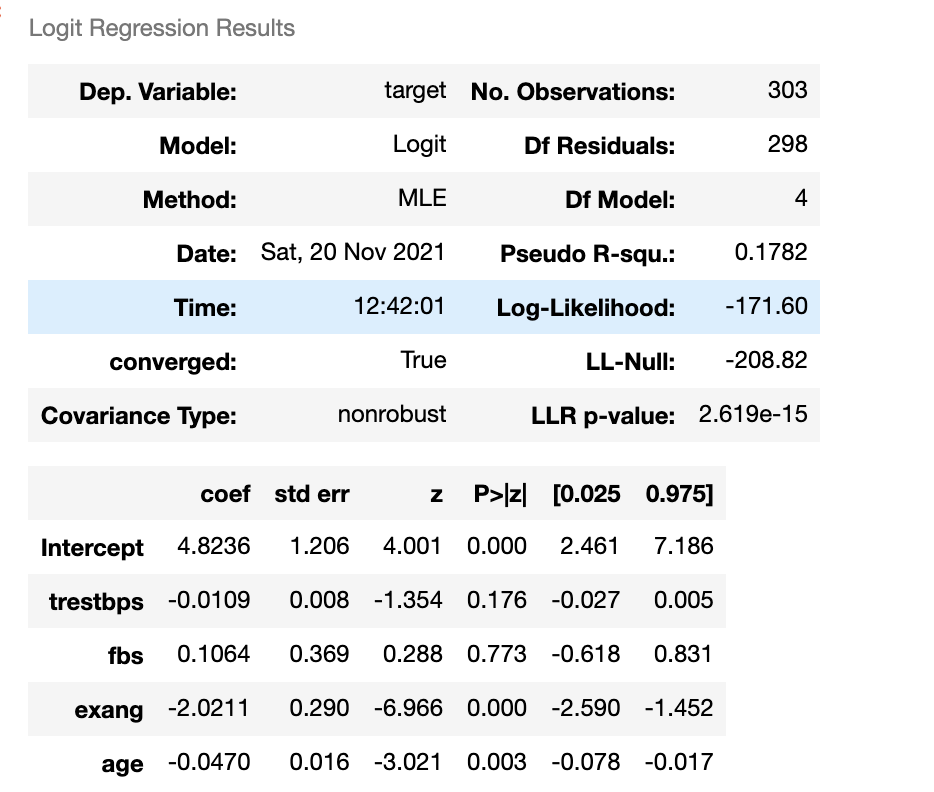 Logit Regression Results
Dep. Variable: target No. Observations: 303
Model: Logit Df Residuals: 298
Method: MLE Df Model: 4
Date: Sat, 20 Nov 2021 Pseudo R-squ.: 0.1782
Time: 12:42:01 Log-Likelihood: -171.60
converged: True LL-Null: -208.82
Covariance Type: nonrobust LLR p-value: 2.619e-15
coef std err z P>|z| [0.025 0.975]
Intercept 4.8236 1.206 4.001 0.000 2.461 7.186
trestbps -0.0109 0.008 -1.354 0.176 -0.027 0.005
fbs 0.1064 0.369 0.288 0.773 -0.618 0.831
exang -2.0211 0.290 -6.966 0.000 -2.590 -1.452
age -0.0470 0.016 -3.021 0.003 -0.078 -0.017